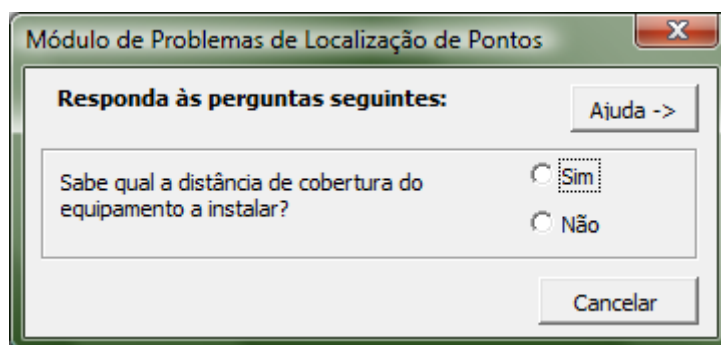 Módulo de Problemas de Localização de Pontos
Responda às perguntas seguintes:
Ajuda ->
Sabe qual a distância de cobertura do
equipamento a instalar?
Sim
Não
Cancelar